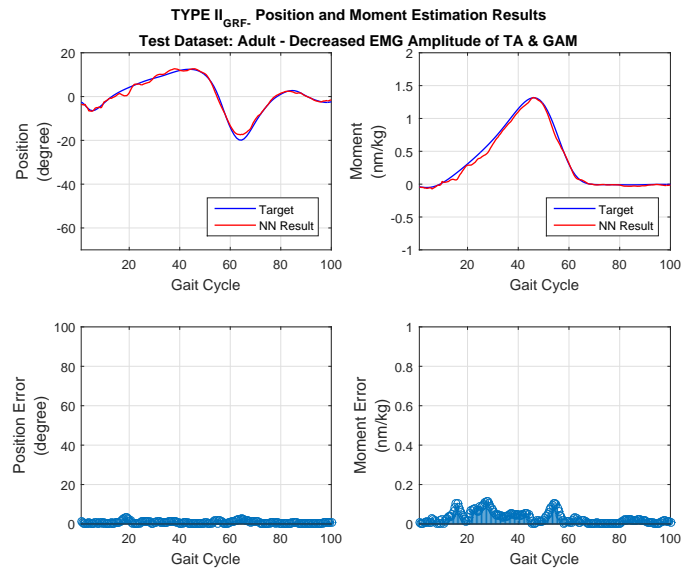 TYPE II_GRF- Position and Moment Estimation Results
Test Dataset: Adult - Decreased EMG Amplitude of TA & GAM
Position
(degree)
20
0
-20
-40
-60
Target
NN Result
20 40 60 80 100
Gait Cycle
Moment
(nm/kg)
2
1.5
1
0.5
0
-0.5
-1
Target
NN Result
20 40 60 80 100
Gait Cycle
Position Error
(degree)
100
80
60
40
20
0
20 40 60 80 100
Gait Cycle
Moment Error
(nm/kg)
1
0.8
0.6
0.4
0.2
0
20 40 60 80 100
Gait Cycle